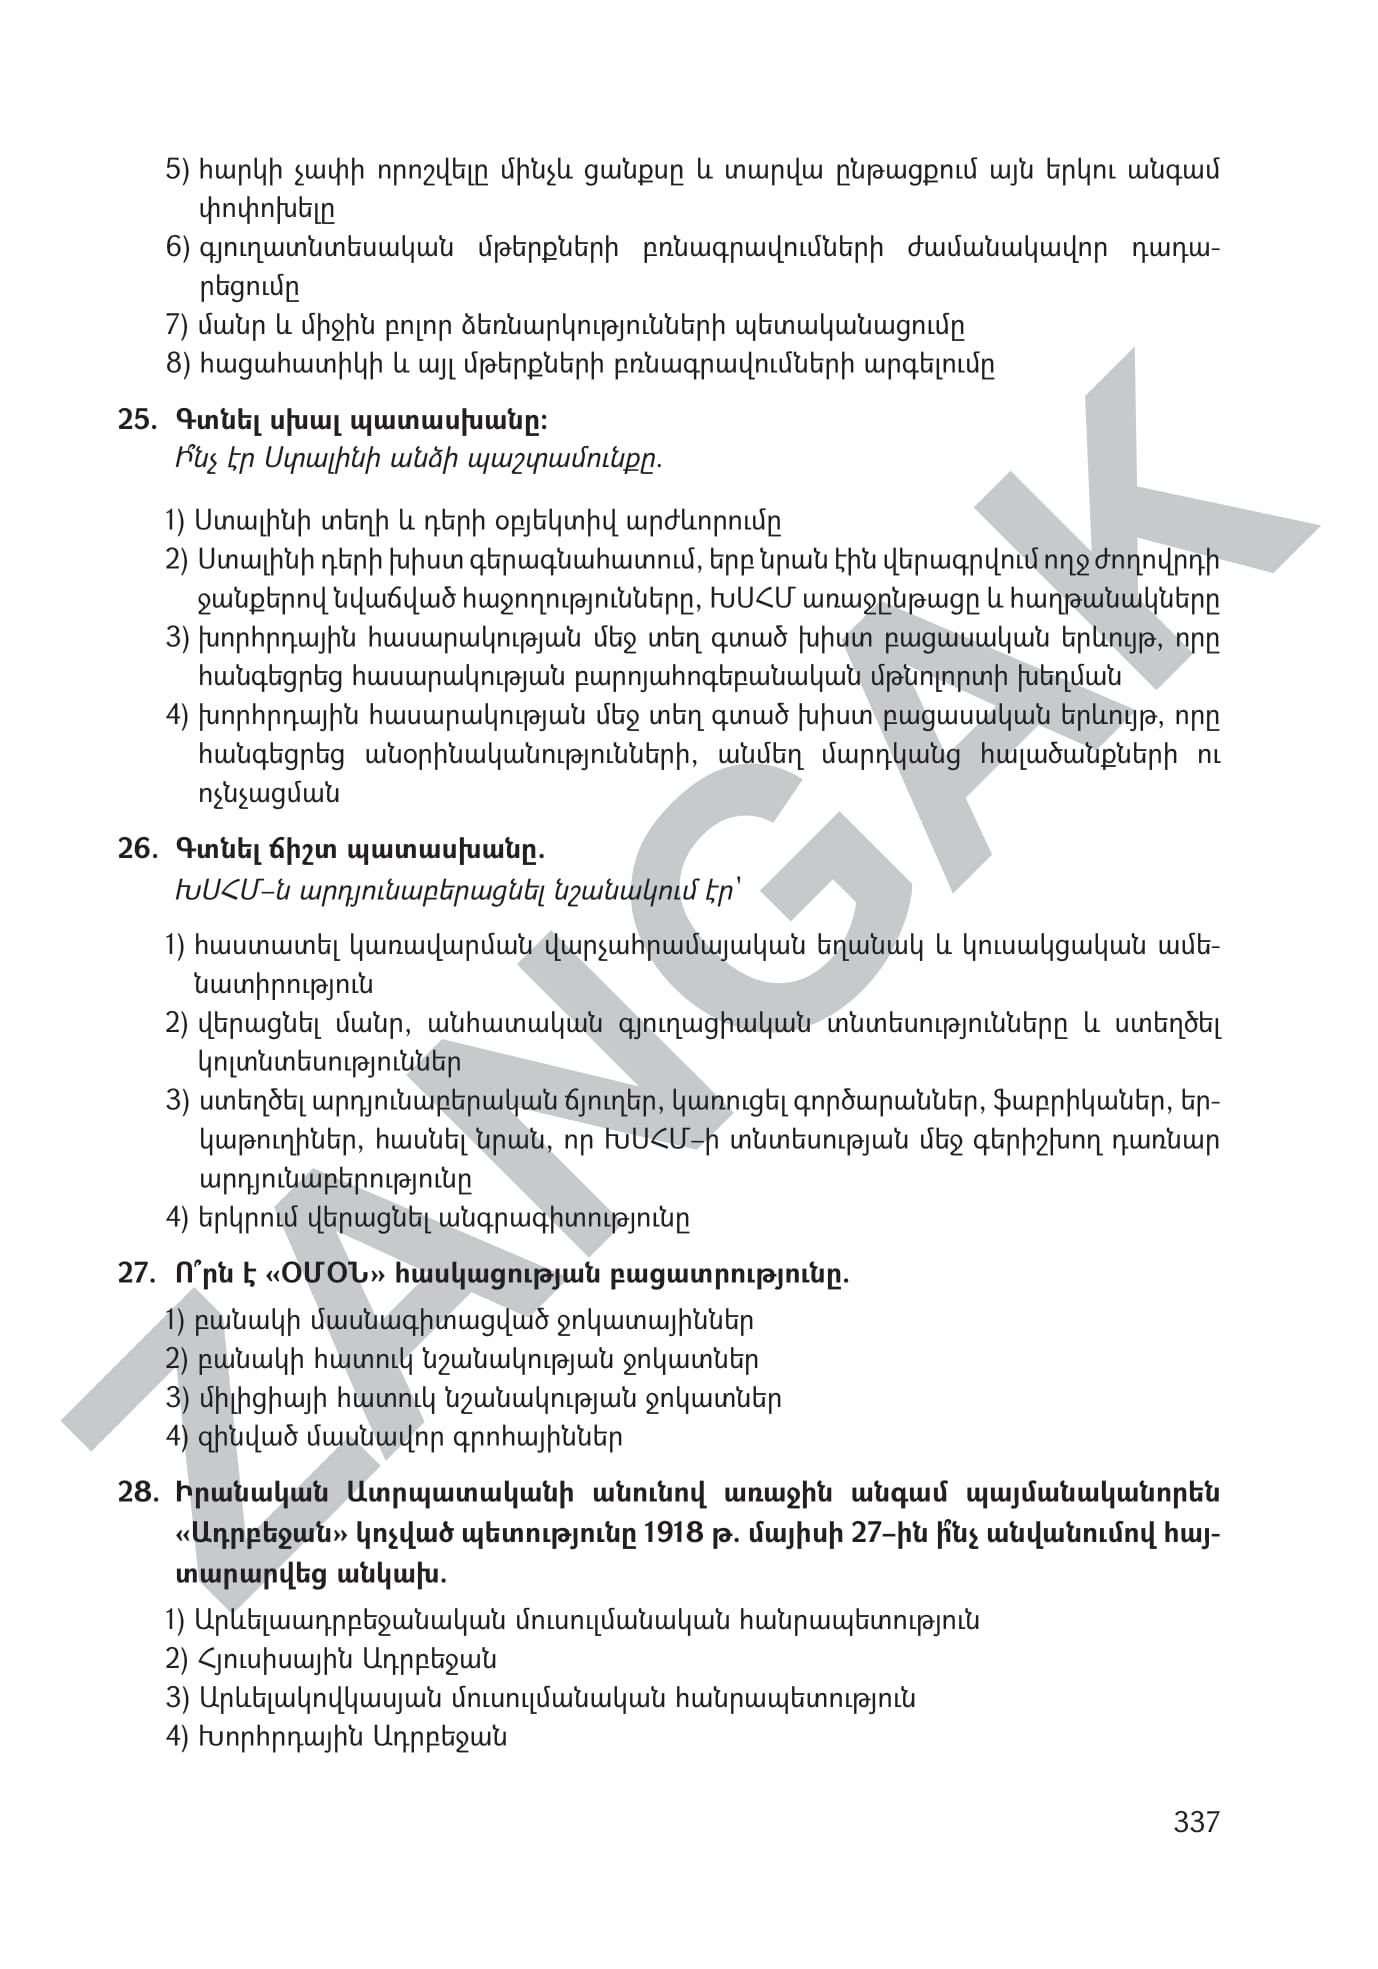 5) հարկի չափի որոշվելը մինչև ցանքսը և տարվա ընթացքում այն երկու անգամ
փոփոխելը
6) գյուղատնտեսական մթերքների բռնագրավումների ժամանակավոր դադա-
րեցումը
7) մանր և միջին բոլոր ձեռնարկությունների պետականացումը
8) հացահատիկի և այլ մթերքների բռնագրավումների արգելումը
25. Գտնել սխալ պատասխանը:
Ի՞նչ էր Ստալինի անձի պաշտամունքը.
1) Ստալինի տեղի և դերի օբյեկտիվ արժևորումը
2) Ստալինի դերի խիստ գերագնահատում, երբ նրան էին վերագրվում ողջ ժողովրդի
ջանքերով նվաճված հաջողությունները, ԽՍՀՄ առաջընթացը և հաղթանակները
3) խորհրդային հասարակության մեջ տեղ գտած խիստ բացասական երևույթ, որը
հանգեցրեց հասարակության բարոյահոգեբանական մթնոլորտի խեղման
4) խորհրդային հասարակության մեջ տեղ գտած խիստ բացասական երևույթ, որը
հանգեցրեց անօրինականությունների, անմեղ մարդկանց հալածանքների ու
ոչնչացման
26. Գտնել ճիշտ պատասխանը.
ԽՍՀՄ–ն արդյունաբերացնել նշանակում էր՝
1) հաստատել կառավարման վարչահրամայական եղանակ և կուսակցական ամե-
նատիրություն
2) վերացնել մանր, անհատական գյուղացիական տնտեսությունները և ստեղծել
կոլտնտեսություններ
3) ստեղծել արդյունաբերական ճյուղեր, կառուցել գործարաններ, ֆաբրիկաներ, եր-
կաթուղիներ, հասնել նրան, որ ԽՍՀՄ–ի տնտեսության մեջ գերիշխող դառնար
արդյունաբերությունը
4) երկրում վերացնել անգրագիտությունը
27. Ո՞րն է «ՕՄՕՆ» հասկացության բացատրությունը.
1) բանակի մասնագիտացված ջոկատայիններ
2) բանակի հատուկ նշանակության ջոկատներ
3) միլիցիայի հատուկ նշանակության ջոկատներ
4) զինված մասնավոր գրոհայիններ
28. Իրանական Ատրպատականի անունով առաջին անգամ պայմանականորեն
«Ադրբեջան» կոչված պետությունը 1918 թ. մայիսի 27–ին ի՞նչ անվանումով հայ-
տարարվեց անկախ.
1) Արևելաադրբեջանական մուսուլմանական հանրապետություն
2) Հյուսիսային Ադրբեջան
3) Արևելակովկասյան մուսուլմանական հանրապետություն
4) Խորհրդային Ադրբեջան
337
ZANGAK